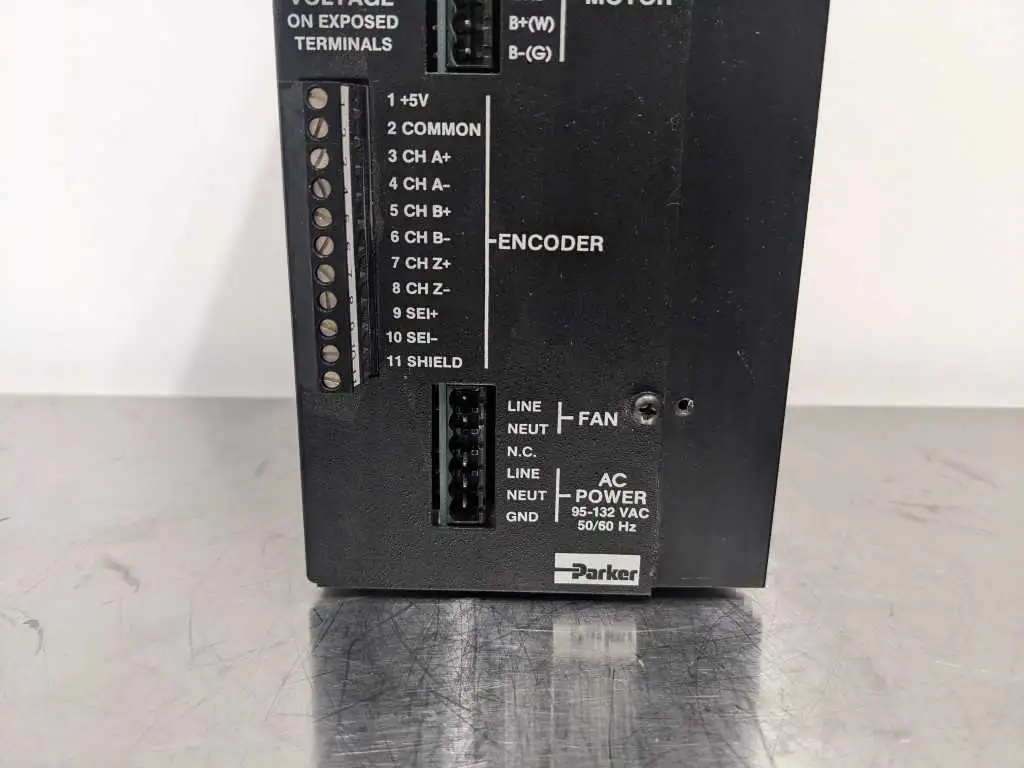 VOLTAGE
ON EXPOSED
TERMINALS
MOTOR
B+(W)
B-(G)
1 +5V
2 COMMON
3 CH A+
4 CH A-
5 CH B+
6 CH B-
7 CH Z+
8 CH Z-
9 SEI+
10 SEI-
11 SHIELD
ENCODER
LINE
NEUT
FAN
N.C.
LINE
NEUT
GND
AC
POWER
95-132 VAC
50/60 Hz
Parker